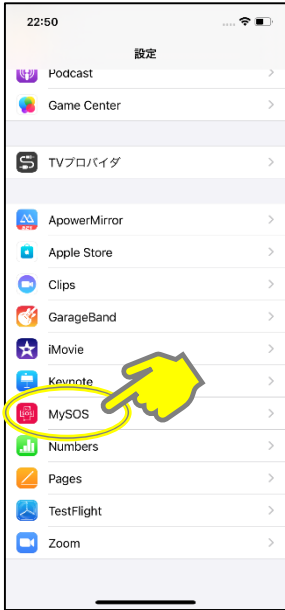 22:50
設定
Podcast
Game Center
TVプロバイダ
ApowerMirror
Apple Store
Clips
GarageBand
iMovie
Keynote
MySOS
Numbers
Pages
TestFlight
Zoom